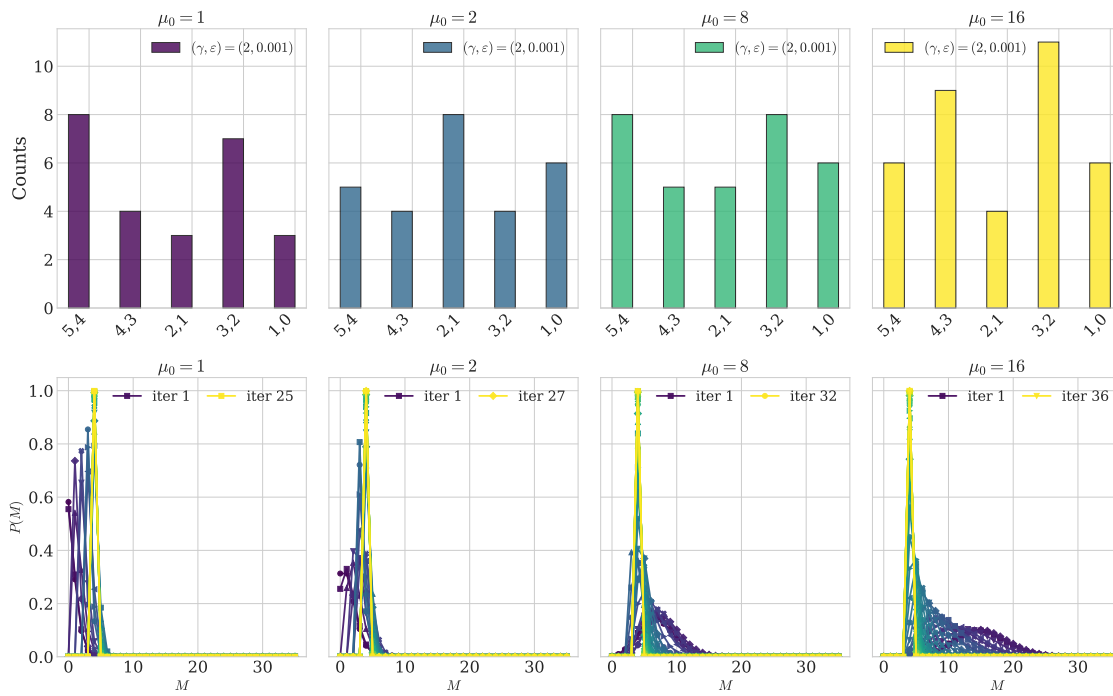 μ₀ = 1
μ₀ = 2
μ₀ = 8
μ₀ = 16
(γ, ε) = (2, 0.001)
(γ, ε) = (2, 0.001)
(γ, ε) = (2, 0.001)
(γ, ε) = (2, 0.001)
Counts
10
8
6
4
2
0
5,4 4,3 2,1 3,2 1,0
5,4 4,3 2,1 3,2 1,0
5,4 4,3 2,1 3,2 1,0
5,4 4,3 2,1 3,2 1,0
μ₀ = 1
μ₀ = 2
μ₀ = 8
μ₀ = 16
iter 1 iter 25
iter 1 iter 27
iter 1 iter 32
iter 1 iter 36
P(M)
1.0
0.8
0.6
0.4
0.2
0.0
0 10 20 30
0 10 20 30
0 10 20 30
0 10 20 30
M
M
M
M